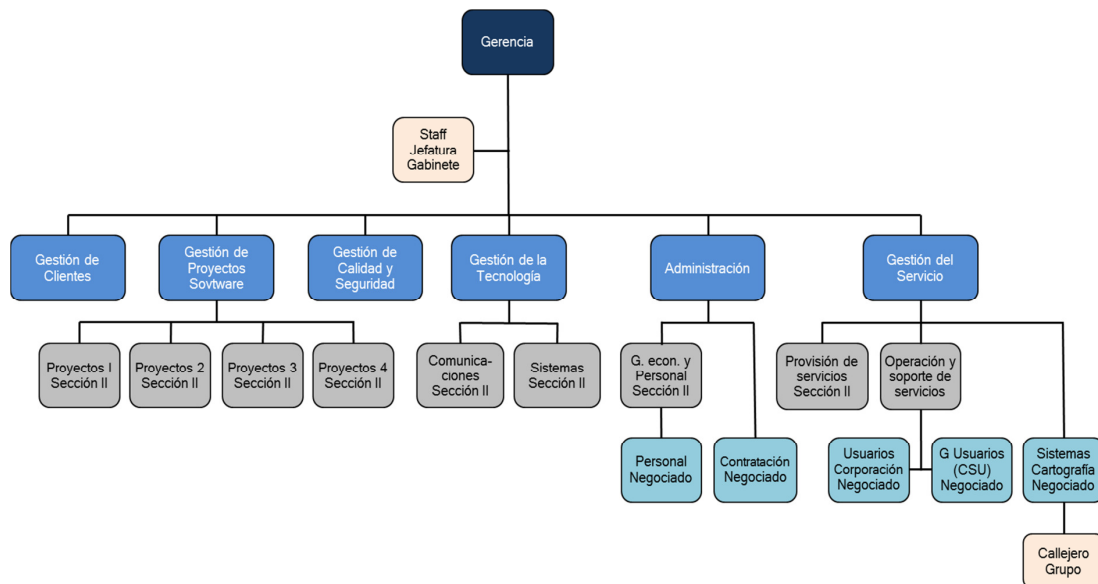 Gerencia
Staff
Jefatura
Gabinete
Gestión de
Clientes
Gestión de
Proyectos
Sovtware
Gestión de
Calidad y
Seguridad
Gestión de la
Tecnología
Administración
Gestión del
Servicio
Proyectos I
Sección II
Proyectos 2
Sección II
Proyectos 3
Sección II
Proyectos 4
Sección II
Comunica-
ciones
Sección II
Sistemas
Sección II
G. econ. y
Personal
Sección II
Provisión de
servicios
Sección II
Operación y
soporte de
servicios
Personal
Negociado
Contratación
Negociado
Usuarios
Corporación
Negociado
G Usuarios
(CSU)
Negociado
Sistemas
Cartografía
Negociado
Callejero
Grupo